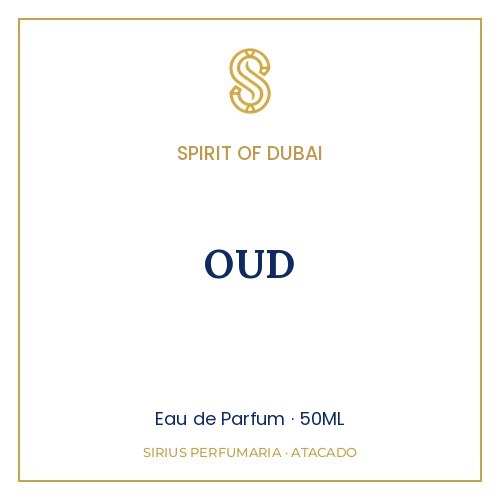 SPIRIT OF DUBAI
OUD
Eau de Parfum · 50ML
SIRIUS PERFUMARIA · ATACADO